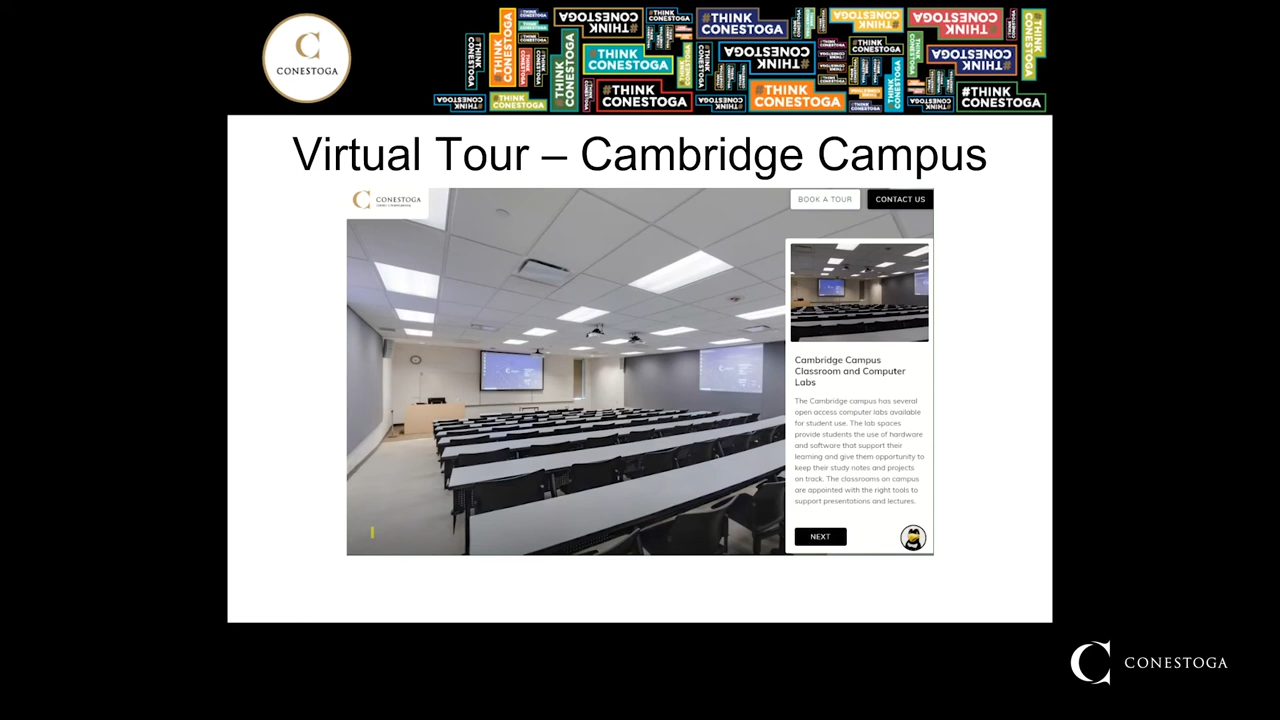 CONESTOGA
#THINK CONESTOGA
Virtual Tour – Cambridge Campus
CONESTOGA
BOOK A TOUR
CONTACT US
Cambridge Campus
Classroom and Computer
Labs
The Cambridge campus has several
open access computer labs available
for student use. The lab spaces
provide students the use of hardware
and software that support their
learning and give them opportunity to
keep their study notes and projects
on track. The classrooms on campus
are appointed with the right tools to
support presentations and lectures.
NEXT
CONESTOGA